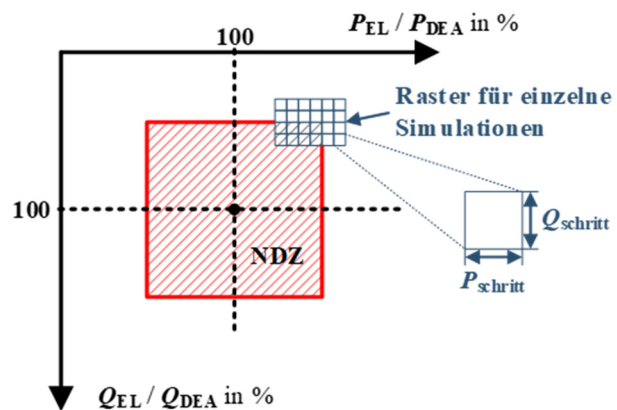 P_EL / P_DEA in %
100
Raster für einzelne
Simulationen
100
Q_schritt
NDZ
P_schritt
Q_EL / Q_DEA in %